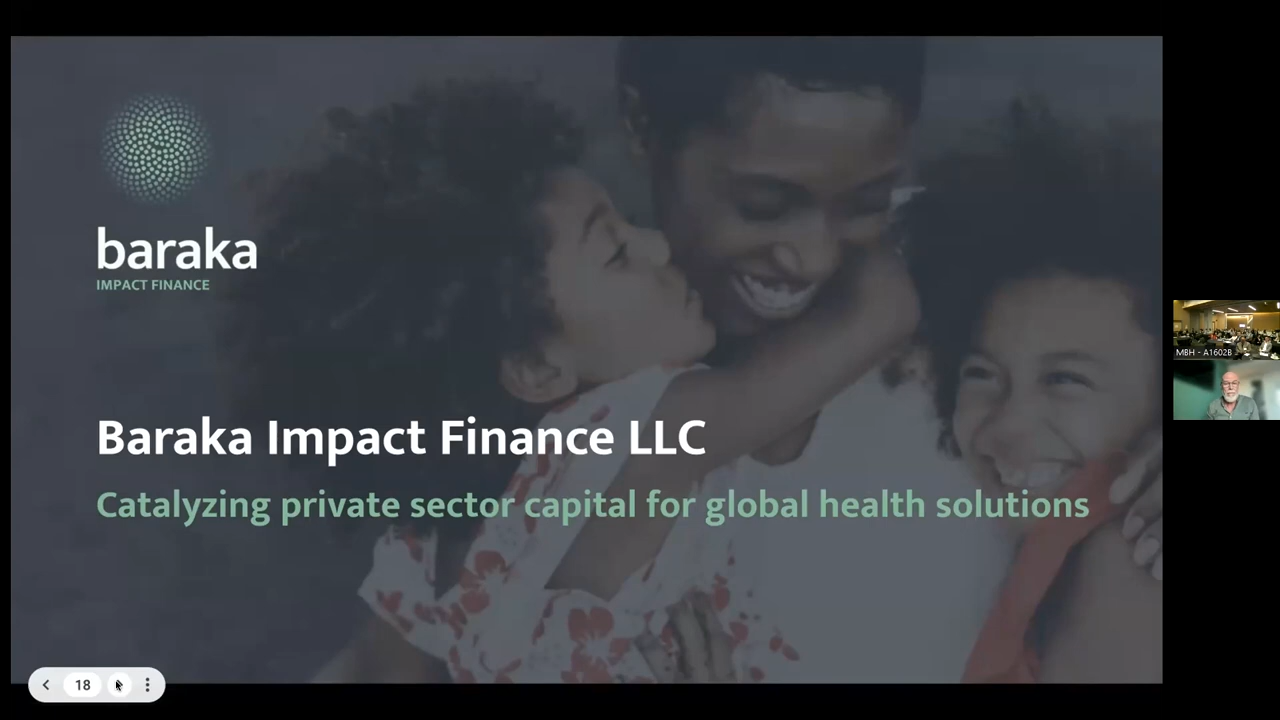 baraka
IMPACT FINANCE
Baraka Impact Finance LLC
Catalyzing private sector capital for global health solutions
MBH - A1602B
18